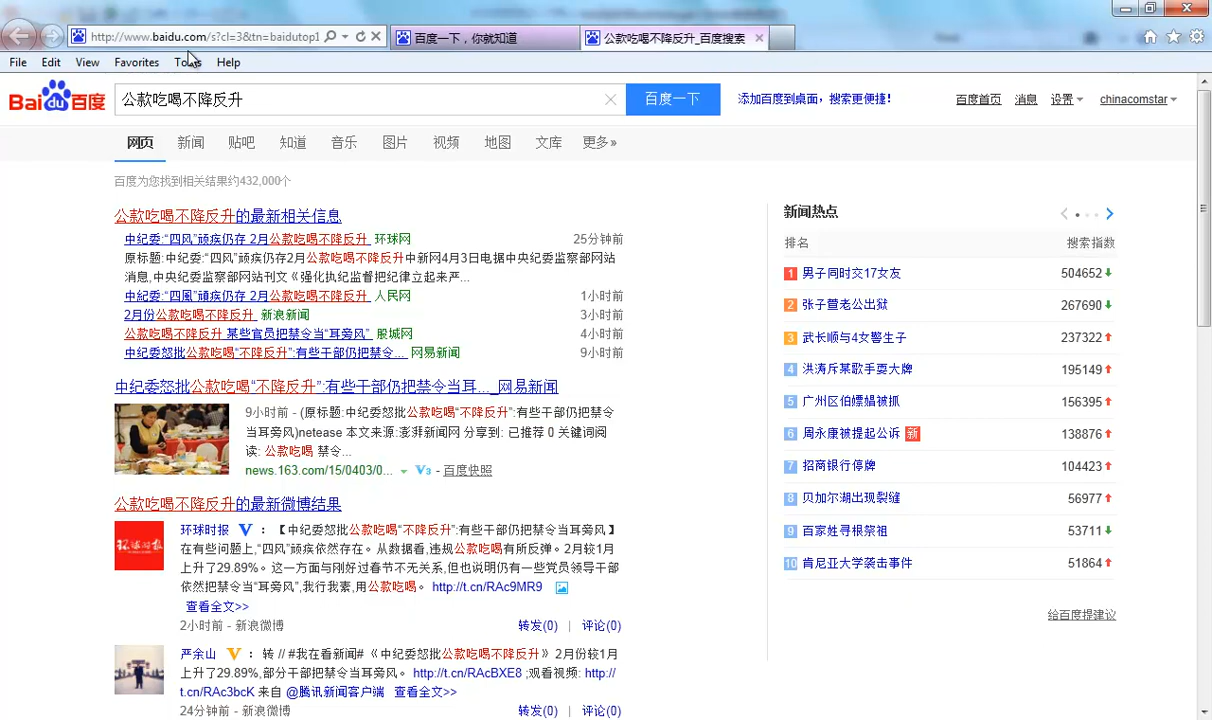 http://www.baidu.com/s?cl=3&tn=baidutop1
百度一下，你就知道
公款吃喝不降反升_百度搜索
File Edit View Favorites Tools Help
Bai du 百度
公款吃喝不降反升
百度一下
添加百度到桌面，搜索更便捷！
百度首页 消息 设置 chinacomstar
网页 新闻 贴吧 知道 音乐 图片 视频 地图 文库 更多»
百度为您找到相关结果约432,000个
公款吃喝不降反升的最新相关信息
中纪委:“四风”顽疾仍存 2月公款吃喝不降反升 环球网 25分钟前
原标题:中纪委:“四风”顽疾仍存2月公款吃喝不降反升中新网4月3日电据中央纪委监察部网站
消息,中央纪委监察部网站刊文《强化执纪监督把纪律立起来严...
中紀委:“四風”頑疾仍存 2月公款吃喝不降反升 人民网 1小时前
2月份公款吃喝不降反升 新浪新闻 3小时前
公款吃喝不降反升 某些官员把禁令当“耳旁风” 股城网 4小时前
中纪委怒批公款吃喝“不降反升”:有些干部仍把禁令... 网易新闻 9小时前
中纪委怒批公款吃喝“不降反升”:有些干部仍把禁令当耳..._网易新闻
9小时前 - (原标题:中纪委怒批公款吃喝“不降反升”:有些干部仍把禁令
当耳旁风)netease 本文来源:澎湃新闻网 分享到: 已推荐 0 关键词阅
读: 公款吃喝 禁令...
news.163.com/15/0403/0... V3 - 百度快照
公款吃喝不降反升的最新微博结果
环球时报 V ：【中纪委怒批公款吃喝“不降反升”:有些干部仍把禁令当耳旁风】
在有些问题上,“四风”顽疾依然存在。从数据看,违规公款吃喝有所反弹。2月较1月
上升了29.89%。这一方面与刚好过春节不无关系,但也说明仍有一些党员领导干部
依然把禁令当“耳旁风”,我行我素,用公款吃喝。 http://t.cn/RAc9MR9
查看全文>>
2小时前 - 新浪微博 转发(0) | 评论(0)
环球时报
严余山 V ：转 // #我在看新闻#《中纪委怒批公款吃喝不降反升》2月份较1月
上升了29.89%,部分干部把禁令当耳旁风。 http://t.cn/RAcBXE8 ;观看视频: http://
t.cn/RAc3bcK 来自 @腾讯新闻客户端 查看全文>>
24分钟前 - 新浪微博 转发(0) | 评论(0)
新闻热点
排名 搜索指数
1 男子同时交17女友 504652
2 张子萱老公出狱 267690
3 武长顺与4女警生子 237322
4 洪涛斥某歌手耍大牌 195149
5 广州区伯嫖娼被抓 156395
6 周永康被提起公诉 新 138876
7 招商银行停牌 104423
8 贝加尔湖出现裂缝 56977
9 百家姓寻根祭祖 53711
10 肯尼亚大学袭击事件 51864
给百度提建议